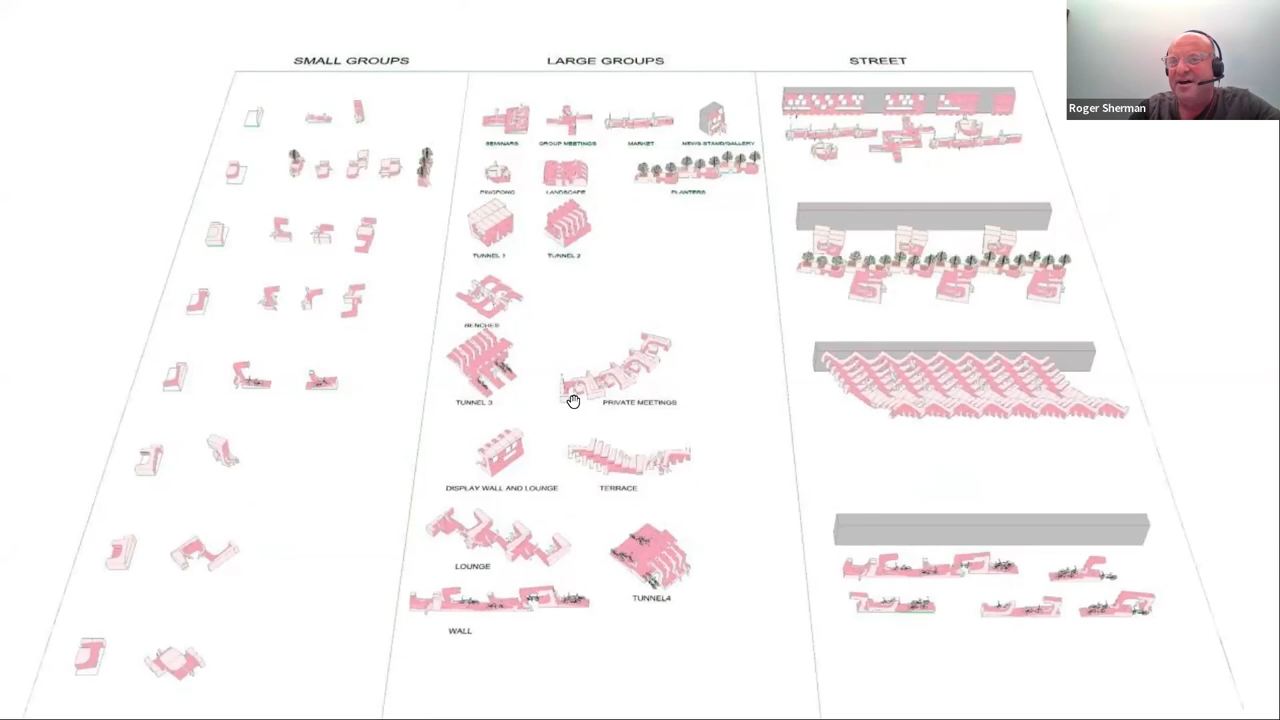 SMALL GROUPS
LARGE GROUPS
STREET
Roger Sherman
SEMINARS
GROUP MEETINGS
MARKET
NEWS STAND/GALLERY
PINGPONG
LANDSCAPE
PLANTERS
TUNNEL 1
TUNNEL 2
BENCHES
TUNNEL 3
PRIVATE MEETINGS
DISPLAY WALL AND LOUNGE
TERRACE
LOUNGE
TUNNEL4
WALL